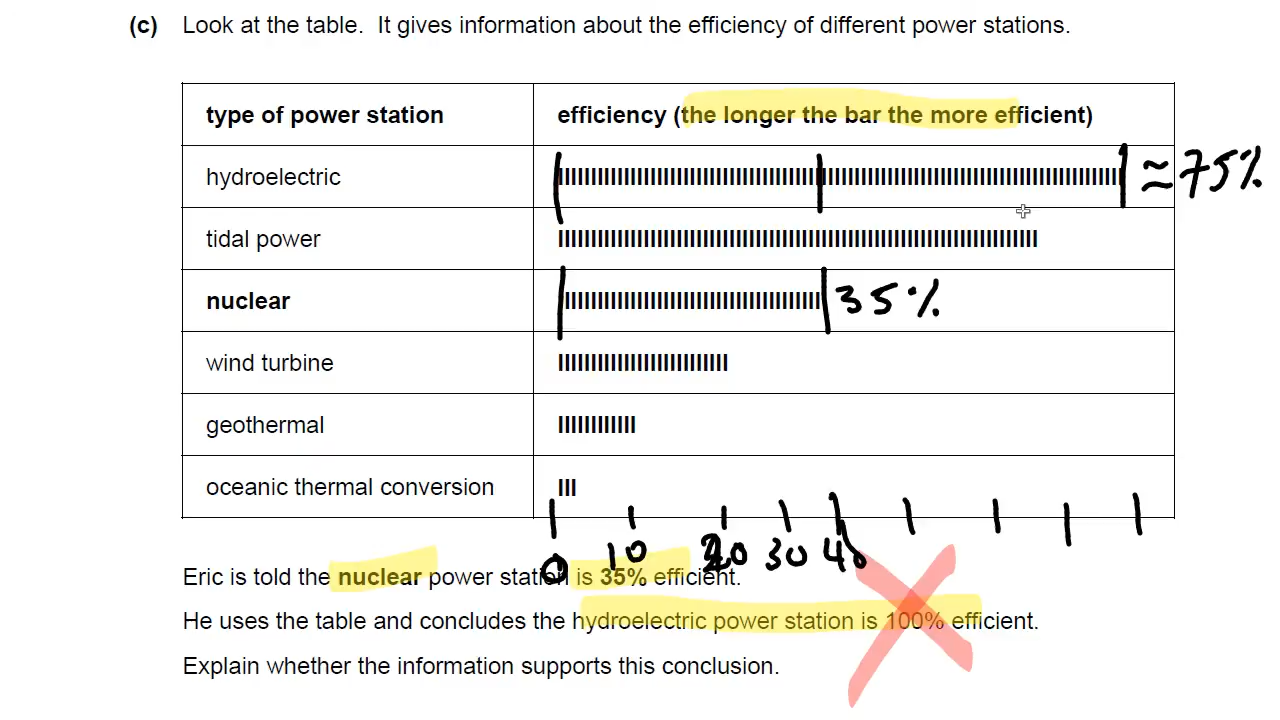 (c) Look at the table. It gives information about the efficiency of different power stations.
type of power station efficiency (the longer the bar the more efficient)
hydroelectric ≈75%
tidal power
nuclear 35%
wind turbine
geothermal
oceanic thermal conversion
0 10 20 30 40
Eric is told the nuclear power station is 35% efficient.
He uses the table and concludes the hydroelectric power station is 100% efficient.
Explain whether the information supports this conclusion.